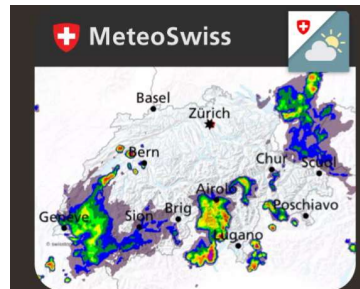 MeteoSwiss
Basel
Zürich
Bern
Chur
Scuol
Airolo
Genève
Sion
Brig
Poschiavo
Lugano